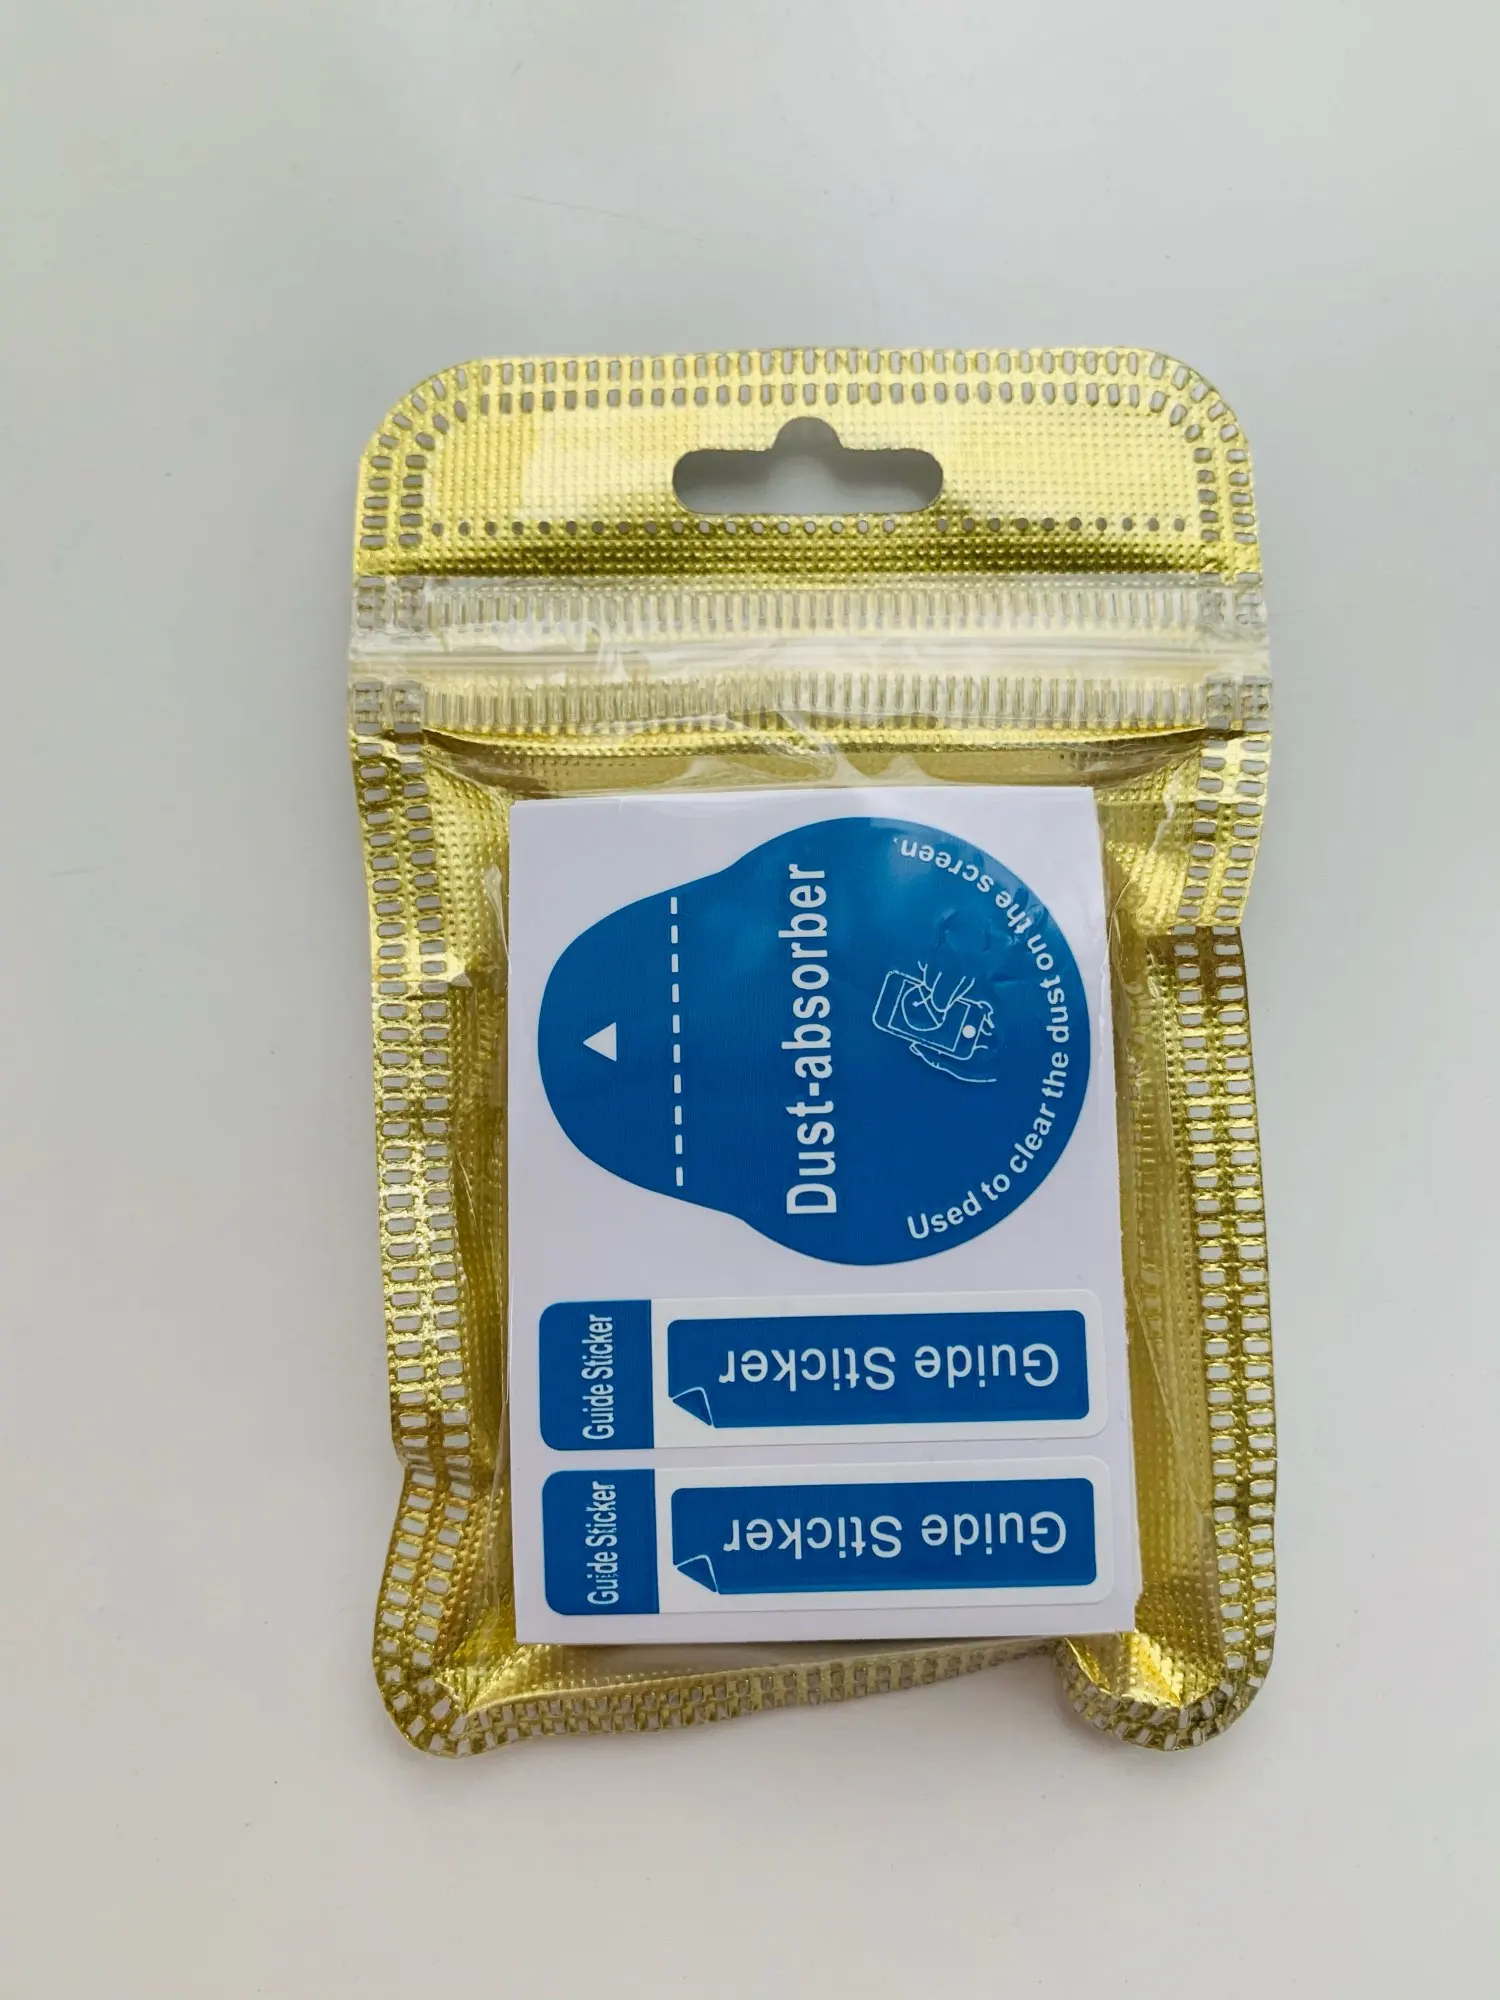 Dust-absorber
Used to clear the dust on the screen.
Guide Sticker
Guide Sticker
Guide Sticker
Guide Sticker